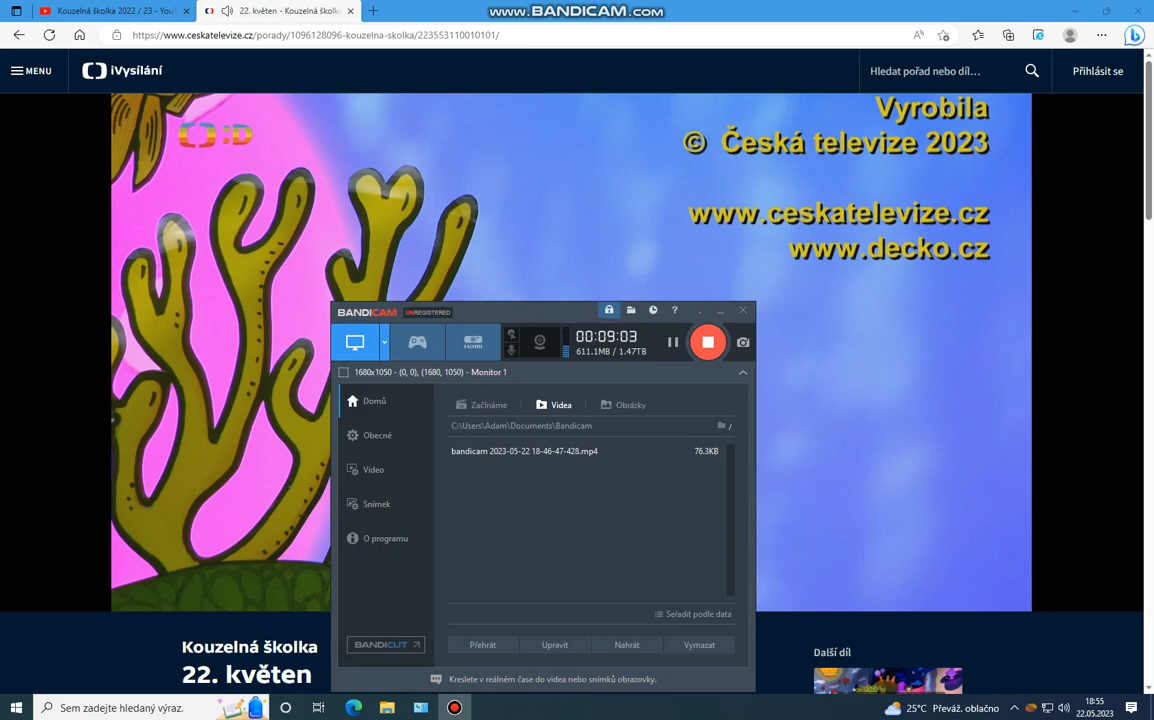 Kouzelná školka 2022 / 23 - You
22. květen - Kouzelná školka
www.BANDICAM.com
https://www.ceskatelevize.cz/porady/1096128096-kouzelna-skolka/223553110010101/
MENU
iVysílání
Hledat pořad nebo díl…
Přihlásit se
:D
Vyrobila
© Česká televize 2023
www.ceskatelevize.cz
www.decko.cz
BANDICAM UNREGISTERED
HDMI
00:09:03
611.1MB / 1.47TB
1680x1050 - (0, 0), (1680, 1050) - Monitor 1
Domů
Obecné
Video
Snímek
O programu
Začínáme
Videa
Obrázky
C:\Users\Adam\Documents\Bandicam
bandicam 2023-05-22 18-46-47-428.mp4
76.3KB
Seřadit podle data
BANDICUT
Přehrát
Upravit
Nahrát
Vymazat
Kreslete v reálném čase do videa nebo snímků obrazovky.
Kouzelná školka
22. květen
Další díl
Sem zadejte hledaný výraz.
25°C Převáž. oblačno
18:55
22.05.2023